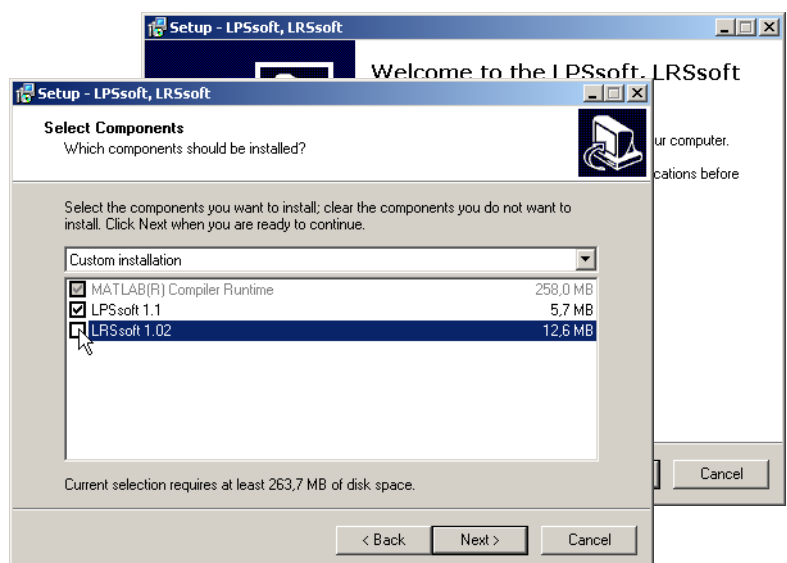 Setup - LPSsoft, LRSsoft
Welcome to the LPSsoft, LRSsoft
ur computer.
cations before
Cancel
Setup - LPSsoft, LRSsoft
Select Components
Which components should be installed?
Select the components you want to install; clear the components you do not want to
install. Click Next when you are ready to continue.
Custom installation
MATLAB(R) Compiler Runtime 258,0 MB
LPSsoft 1.1 5,7 MB
LRSsoft 1.02 12,6 MB
Current selection requires at least 263,7 MB of disk space.
< Back Next > Cancel